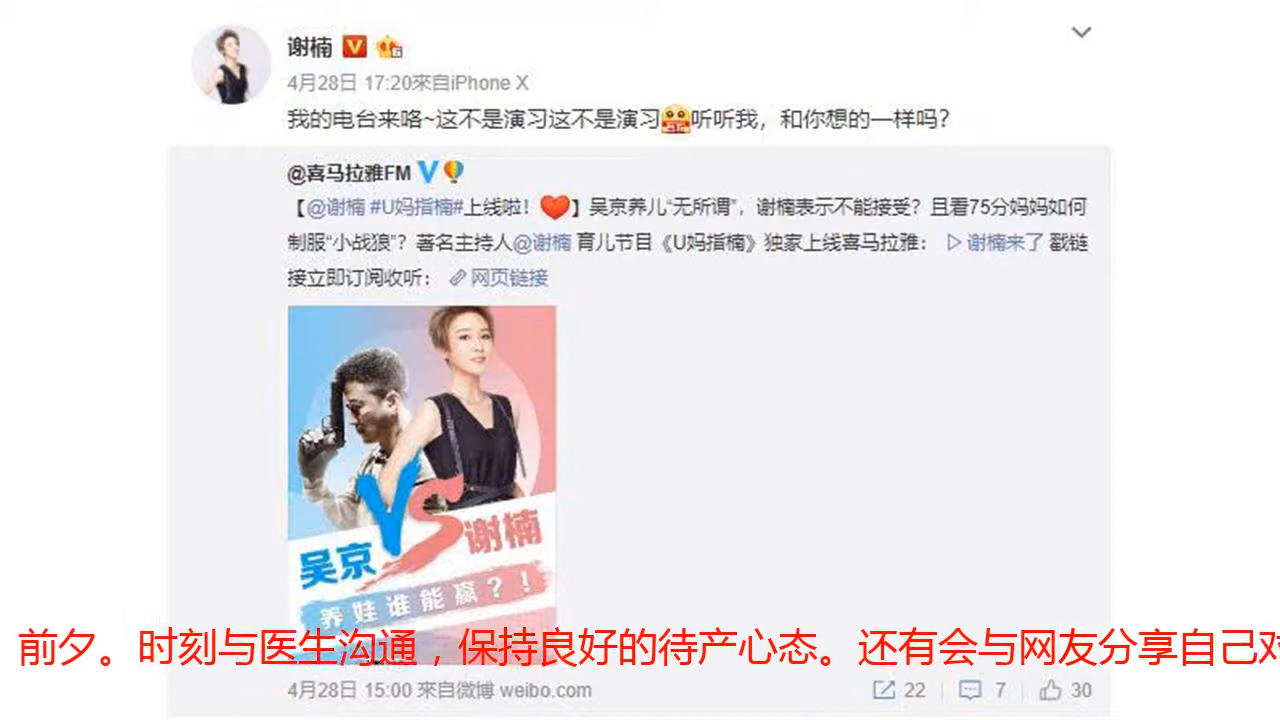 谢楠
4月28日 17:20來自iPhone X
我的电台来咯~这不是演习这不是演习听听我，和你想的一样吗？
@喜马拉雅FM
【@谢楠 #U妈指楠#上线啦！】吴京养儿“无所谓”，谢楠表示不能接受？且看75分妈妈如何
制服“小战狼”？著名主持人@谢楠 育儿节目《U妈指楠》独家上线喜马拉雅：谢楠来了 戳链
接立即订阅收听：网页链接
VS
谢楠
吴京
养娃谁能赢？！
前夕。时刻与医生沟通，保持良好的待产心态。还有会与网友分享自己对
4月28日 15:00 來自微博 weibo.com
22 7 30